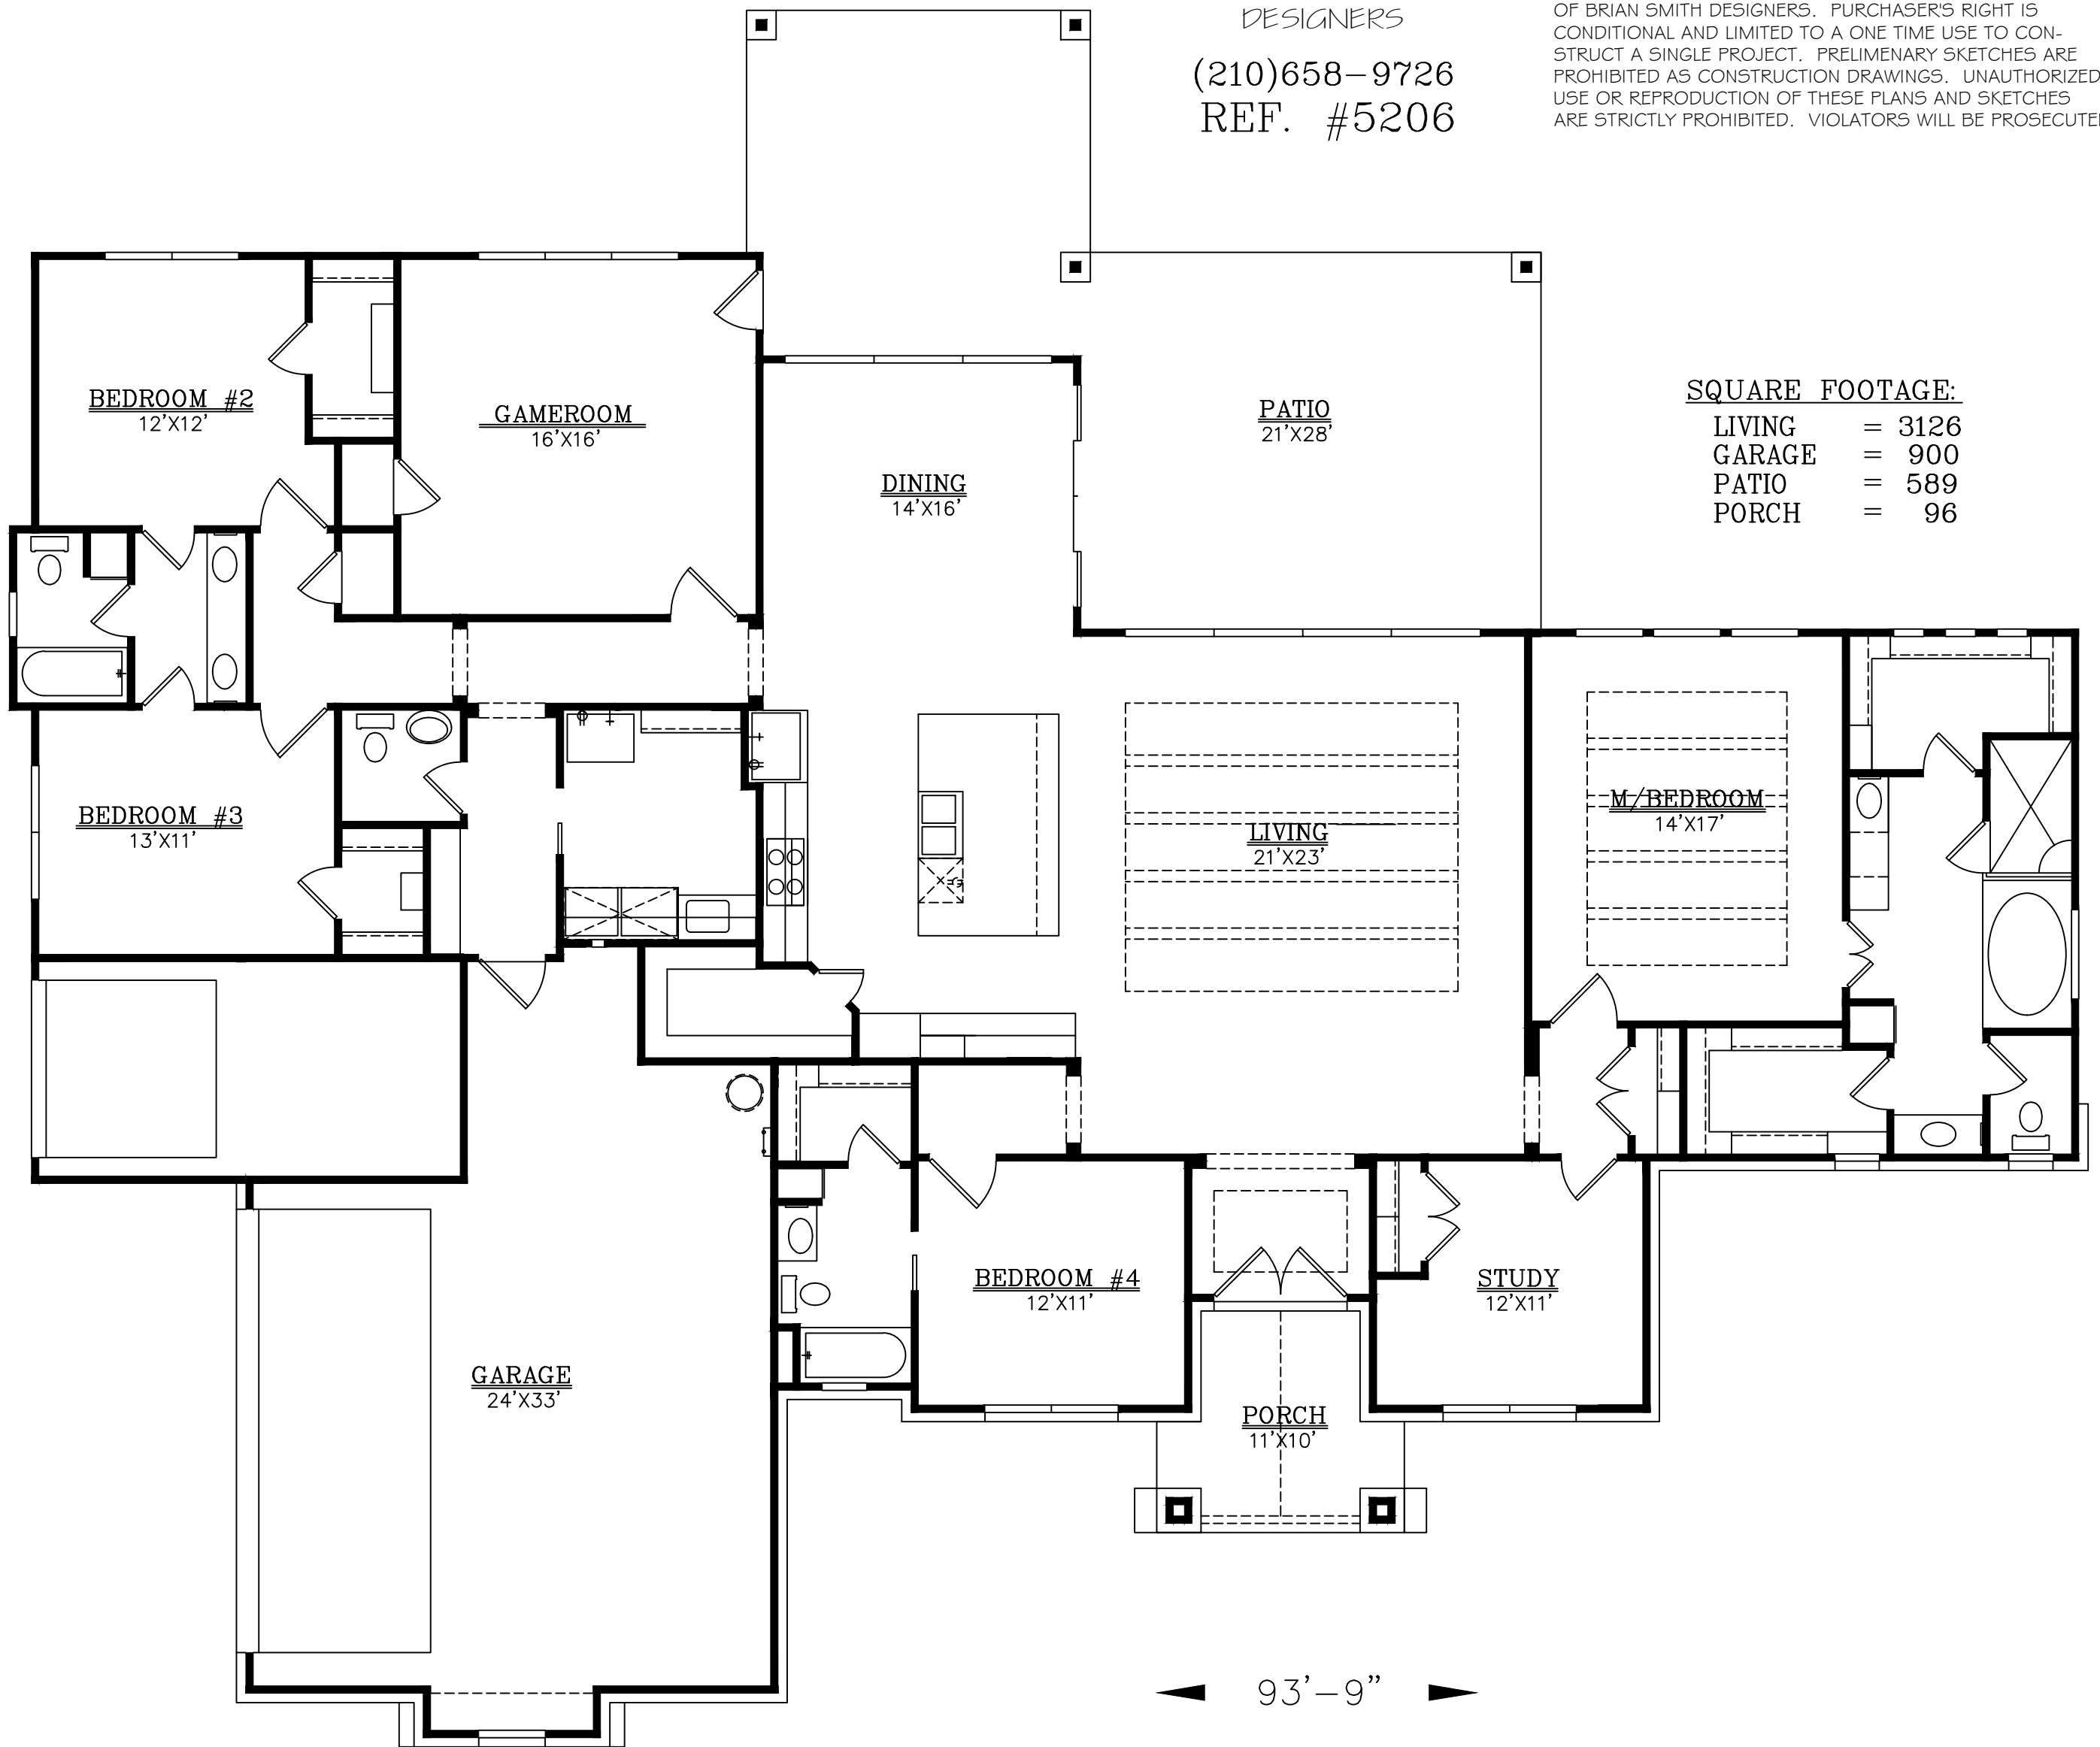 DESIGNERS
(210)658-9726
REF. #5206
OF BRIAN SMITH DESIGNERS. PURCHASER'S RIGHT IS
CONDITIONAL AND LIMITED TO A ONE TIME USE TO CON-
STRUCT A SINGLE PROJECT. PRELIMENARY SKETCHES ARE
PROHIBITED AS CONSTRUCTION DRAWINGS. UNAUTHORIZED
USE OR REPRODUCTION OF THESE PLANS AND SKETCHES
ARE STRICTLY PROHIBITED. VIOLATORS WILL BE PROSECUTE
BEDROOM #2
12'X12'
GAMEROOM
16'X16'
DINING
14'X16'
PATIO
21'X28'
SQUARE FOOTAGE:
LIVING = 3126
GARAGE = 900
PATIO = 589
PORCH = 96
BEDROOM #3
13'X11'
LIVING
21'X23'
M/BEDROOM
14'X17'
BEDROOM #4
12'X11'
STUDY
12'X11'
GARAGE
24'X33'
PORCH
11'X10'
93'-9"